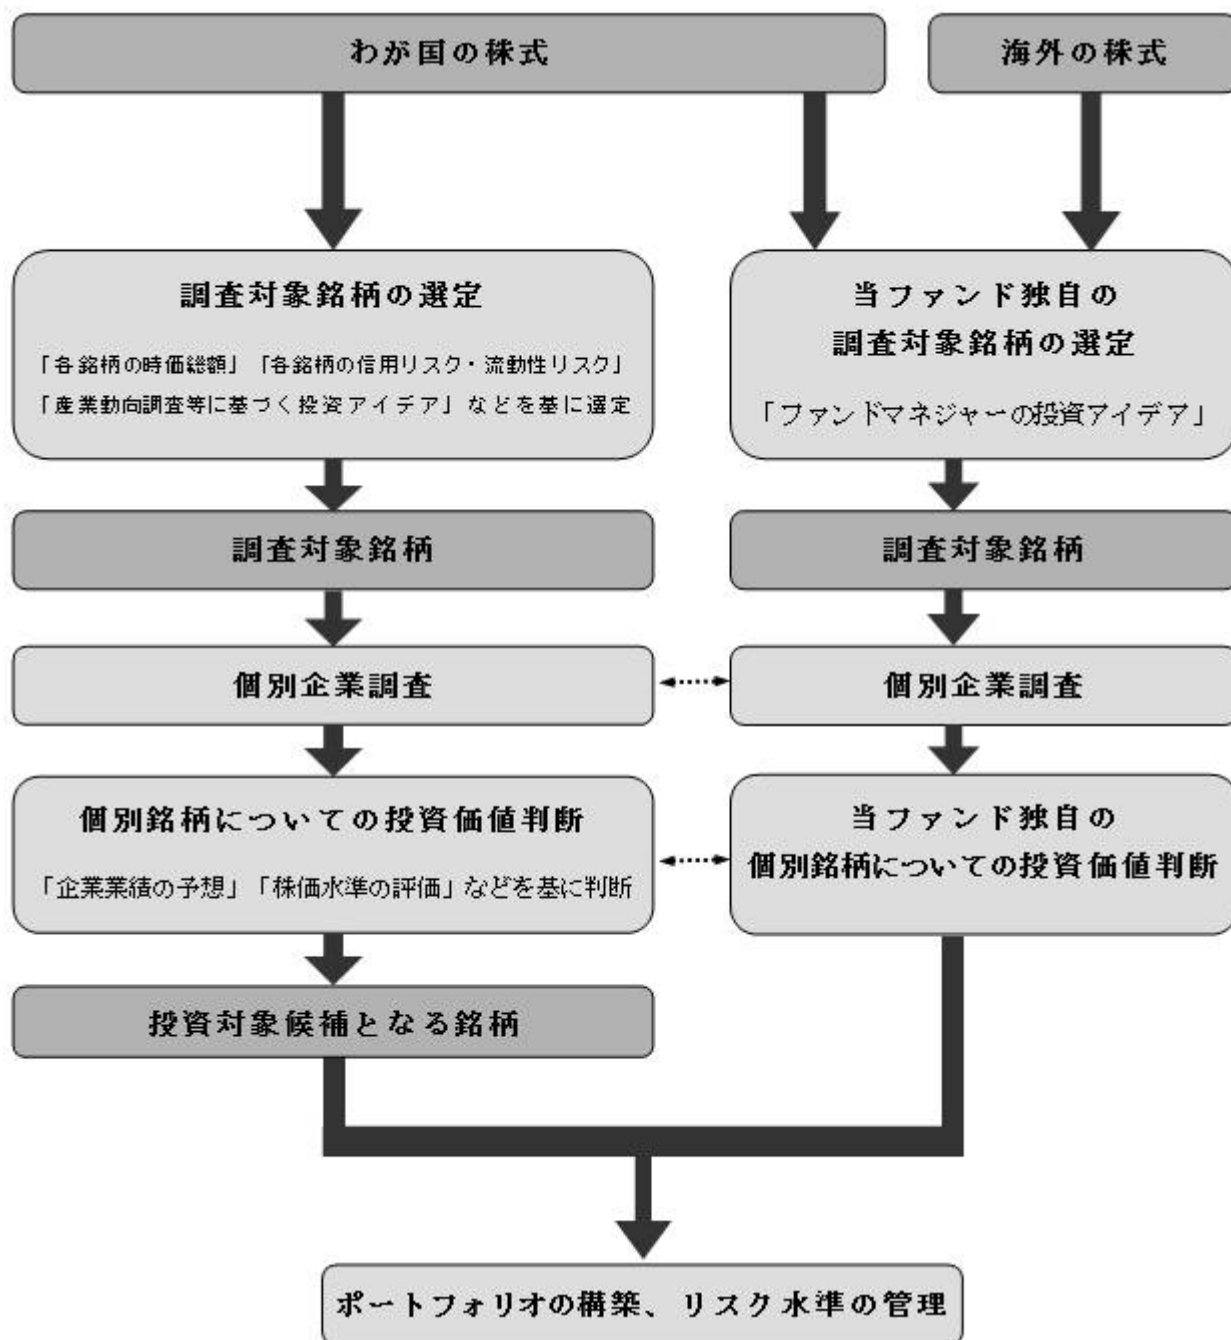 わが国の株式
海外の株式
調査対象銘柄の選定
「各銘柄の時価総額」「各銘柄の信用リスク・流動性リスク」
「産業動向調査等に基づく投資アイデア」などを基に選定
当ファンド独自の
調査対象銘柄の選定
「ファンドマネジャーの投資アイデア」
調査対象銘柄
調査対象銘柄
個別企業調査
個別企業調査
個別銘柄についての投資価値判断
「企業業績の予想」「株価水準の評価」などを基に判断
当ファンド独自の
個別銘柄についての投資価値判断
投資対象候補となる銘柄
ポートフォリオの構築、リスク水準の管理